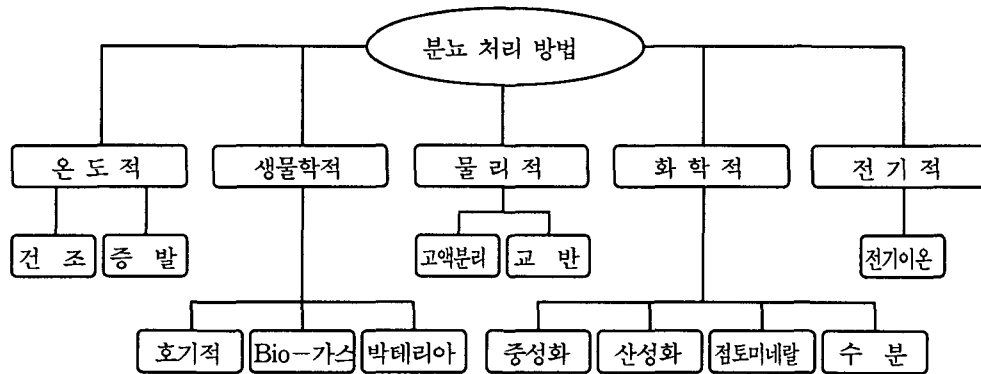 분뇨 처리 방법
온 도 적
생물학적
물 리 적
화 학 적
전 기 적
건 조
증 발
고액분리
교 반
전기이온
호기적
Bio-가스
박테리아
중성화
산성화
점토미네랄
수 분